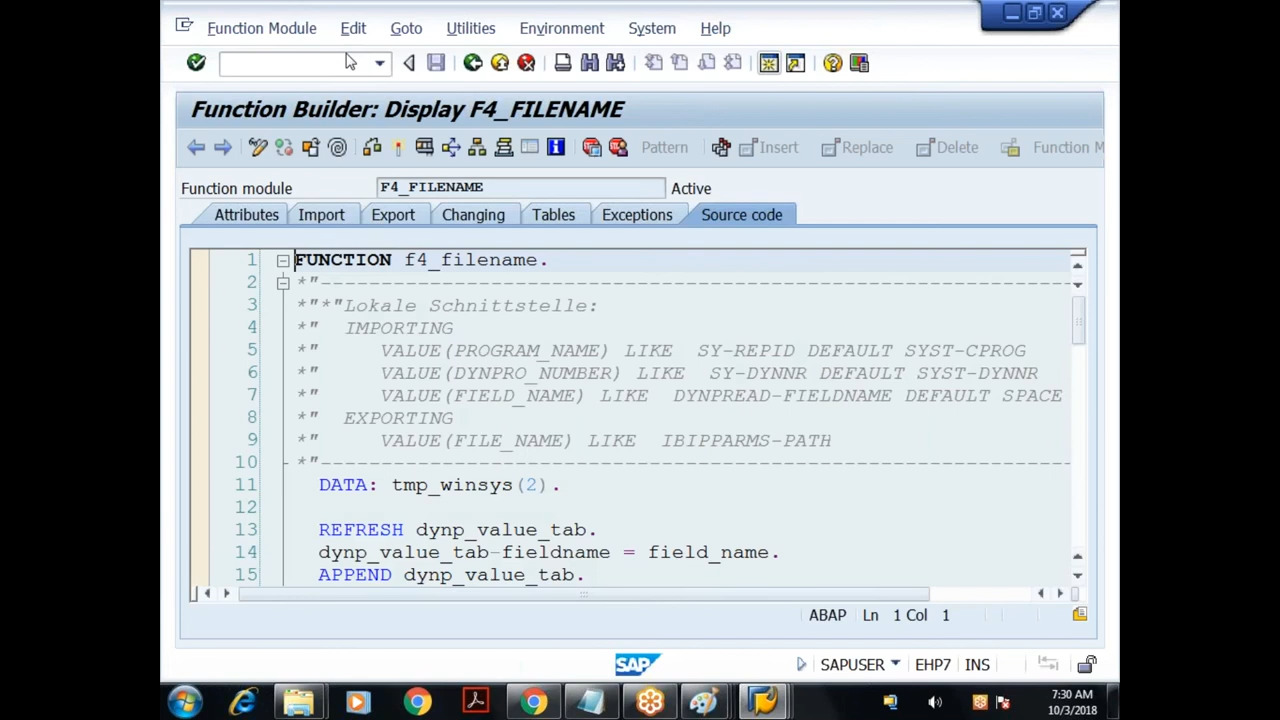 Function Module Edit Goto Utilities Environment System Help
Function Builder: Display F4_FILENAME
Pattern Insert Replace Delete Function M
Function module F4_FILENAME Active
Attributes Import Export Changing Tables Exceptions Source code
1 FUNCTION f4_filename.
2 *"----------------------------------------------------------------
3 *"*"Lokale Schnittstelle:
4 *" IMPORTING
5 *" VALUE(PROGRAM_NAME) LIKE SY-REPID DEFAULT SYST-CPROG
6 *" VALUE(DYNPRO_NUMBER) LIKE SY-DYNNR DEFAULT SYST-DYNNR
7 *" VALUE(FIELD_NAME) LIKE DYNPREAD-FIELDNAME DEFAULT SPACE
8 *" EXPORTING
9 *" VALUE(FILE_NAME) LIKE IBIPPARMS-PATH
10 *"----------------------------------------------------------------
11 DATA: tmp_winsys(2).
12
13 REFRESH dynp_value_tab.
14 dynp_value_tab-fieldname = field_name.
15 APPEND dynp_value_tab.
ABAP Ln 1 Col 1
SAP SAPUSER EHP7 INS
7:30 AM
10/3/2018